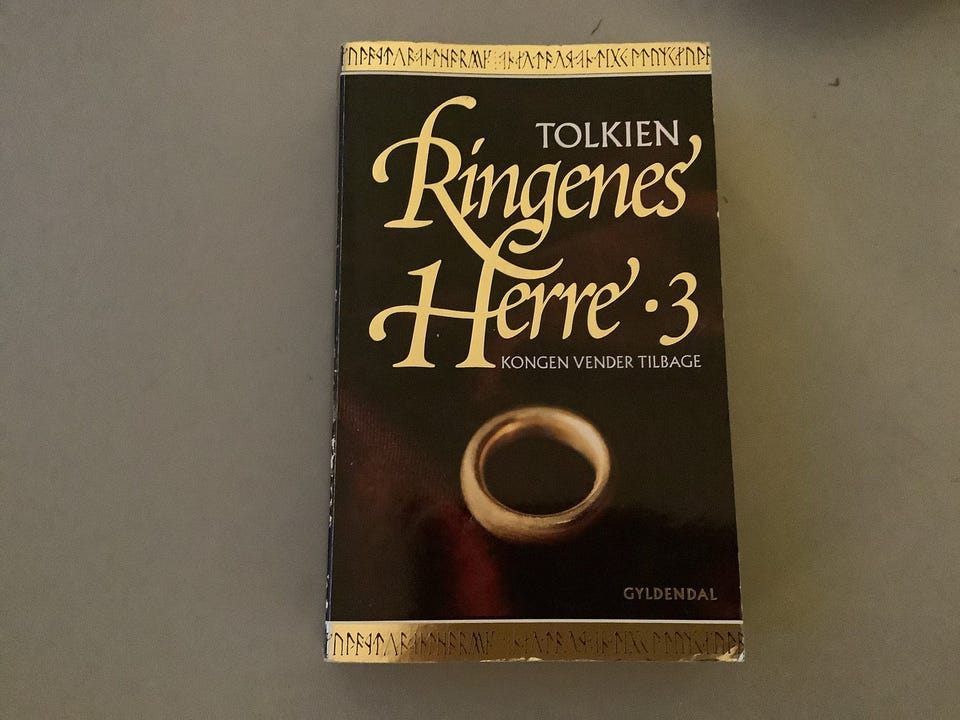 TOLKIEN
Ringenes
Herre · 3
KONGEN VENDER TILBAGE
GYLDENDAL